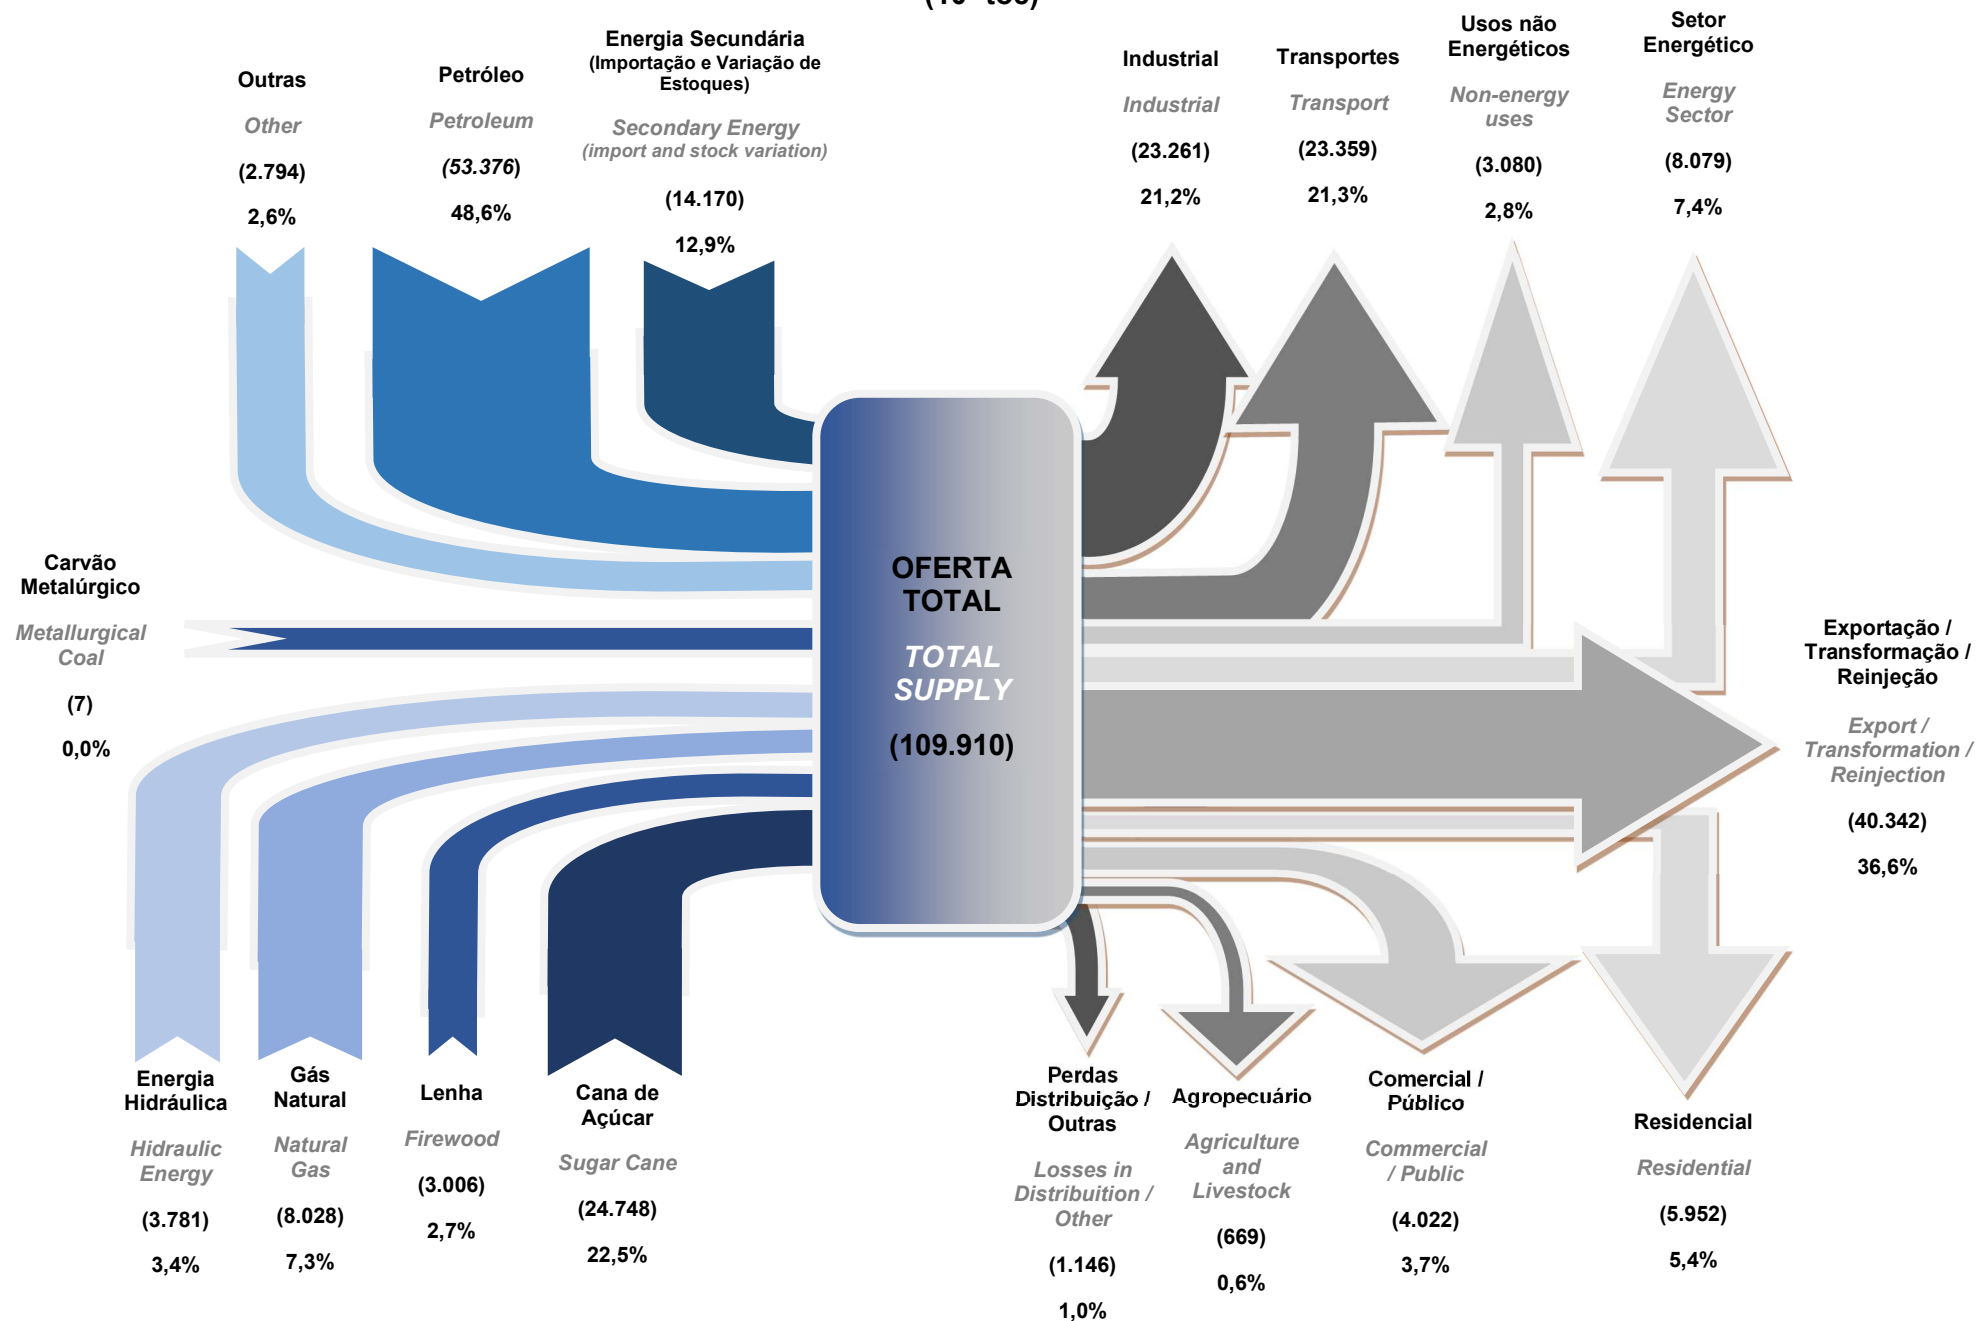 Outras
Other
(2.794)
2,6%
Petróleo
Petroleum
(53.376)
48,6%
Energia Secundária
(Importação e Variação de
Estoques)
Secondary Energy
(import and stock variation)
(14.170)
12,9%
Industrial
Industrial
(23.261)
21,2%
Transportes
Transport
(23.359)
21,3%
Usos não
Energéticos
Non-energy
uses
(3.080)
2,8%
Setor
Energético
Energy
Sector
(8.079)
7,4%
Carvão
Metalúrgico
Metallurgical
Coal
(7)
0,0%
OFERTA
TOTAL
TOTAL
SUPPLY
(109.910)
Exportação /
Transformação /
Reinjeção
Export /
Transformation /
Reinjection
(40.342)
36,6%
Energia
Hidráulica
Hidraulic
Energy
(3.781)
3,4%
Gás
Natural
Natural
Gas
(8.028)
7,3%
Lenha
Firewood
(3.006)
2,7%
Cana de
Açúcar
Sugar Cane
(24.748)
22,5%
Perdas
Distribuição /
Outras
Losses in
Distribuition /
Other
(1.146)
1,0%
Agropecuário
Agriculture
and
Livestock
(669)
0,6%
Comercial /
Público
Commercial
/ Public
(4.022)
3,7%
Residencial
Residential
(5.952)
5,4%